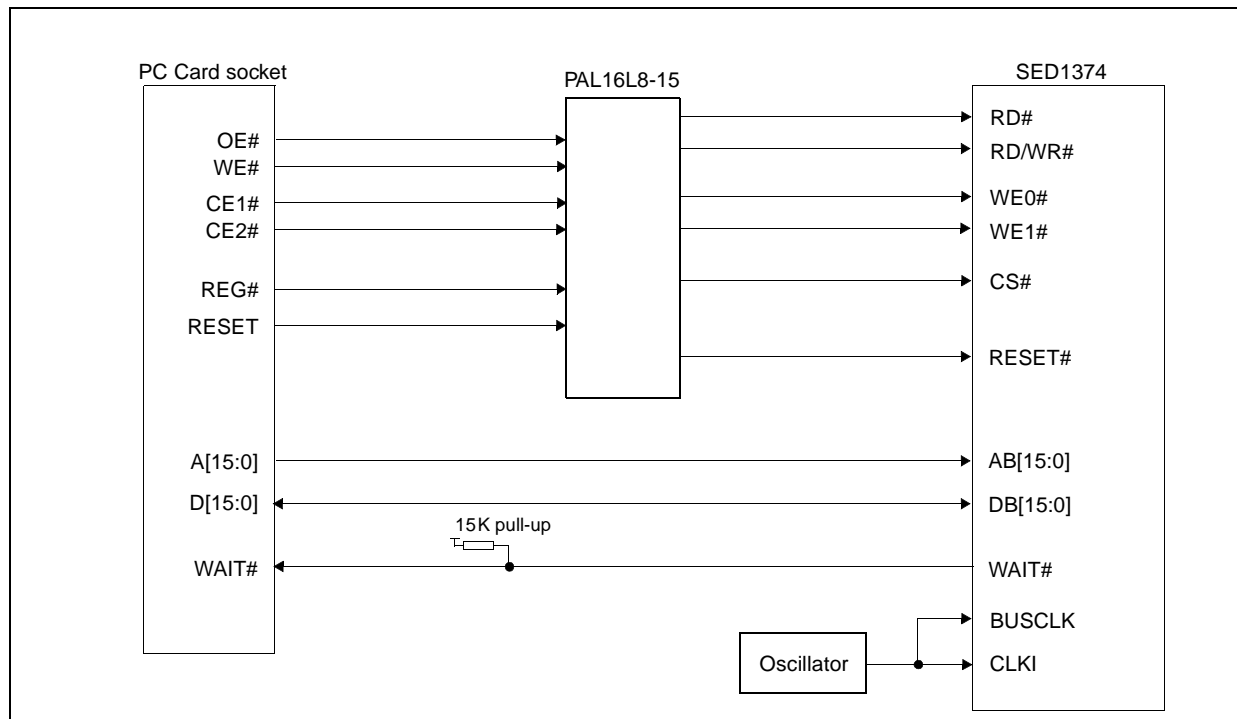 PC Card socket
PAL16L8-15
SED1374
OE#
WE#
CE1#
CE2#
REG#
RESET
A[15:0]
D[15:0]
WAIT#
15K pull-up
RD#
RD/WR#
WE0#
WE1#
CS#
RESET#
AB[15:0]
DB[15:0]
WAIT#
BUSCLK
CLKI
Oscillator